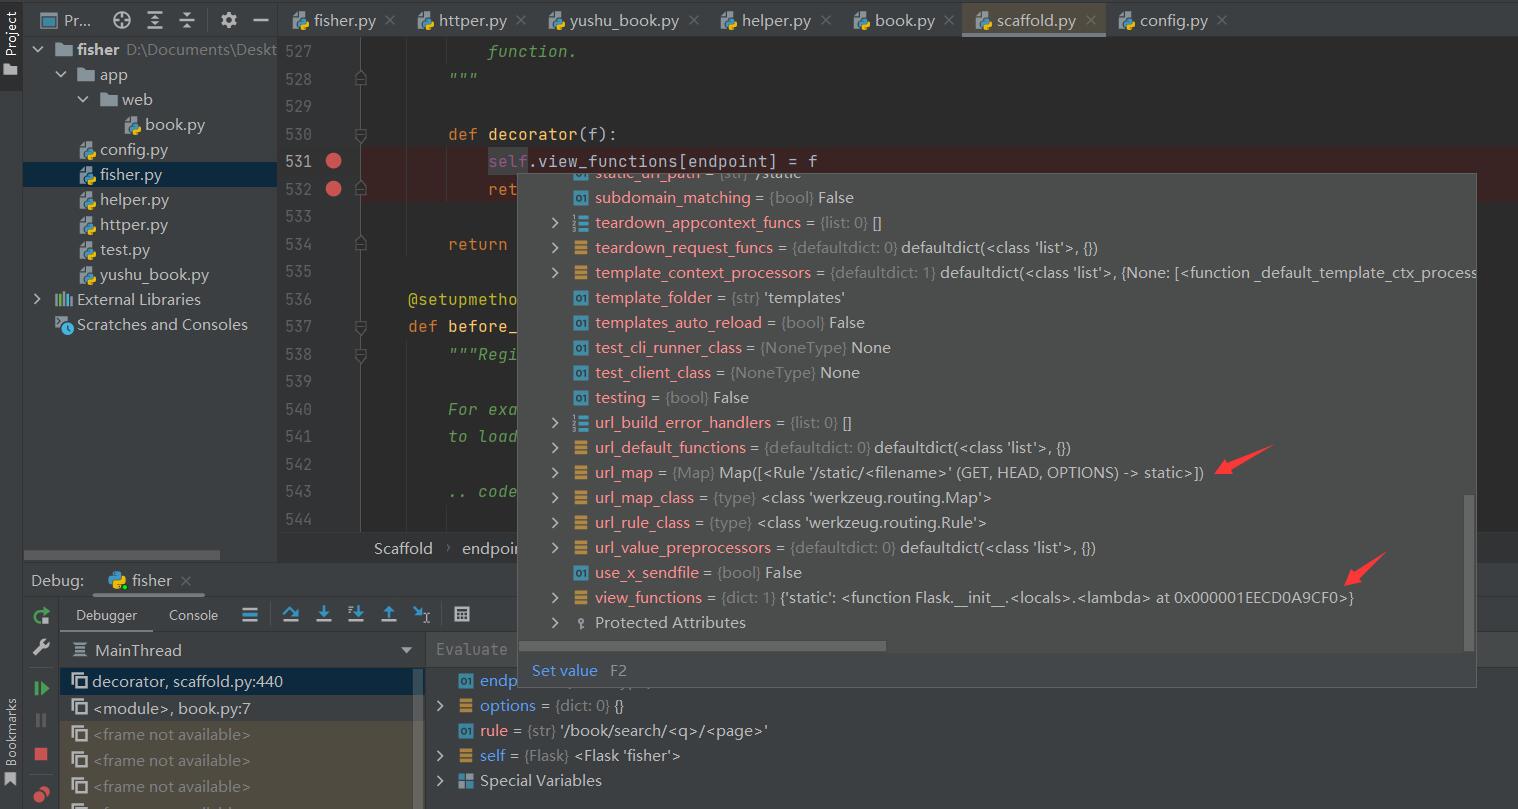 Project
Pr...
fisher.py
httper.py
yushu_book.py
helper.py
book.py
scaffold.py
config.py
fisher D:\Documents\Deskt
app
web
book.py
config.py
fisher.py
helper.py
httper.py
test.py
yushu_book.py
External Libraries
Scratches and Consoles
527 function.
528 """
529
530 def decorator(f):
531 self.view_functions[endpoint] = f
532 ret
533
534 return
535
536 @setupmetho
537 def before_
538 """Regi
539
540 For exa
541 to load
542
543 .. code
544
static_url_path = {str} '/static'
subdomain_matching = {bool} False
teardown_appcontext_funcs = {list: 0} []
teardown_request_funcs = {defaultdict: 0} defaultdict(<class 'list'>, {})
template_context_processors = {defaultdict: 1} defaultdict(<class 'list'>, {None: [<function _default_template_ctx_process
template_folder = {str} 'templates'
templates_auto_reload = {bool} False
test_cli_runner_class = {NoneType} None
test_client_class = {NoneType} None
testing = {bool} False
url_build_error_handlers = {list: 0} []
url_default_functions = {defaultdict: 0} defaultdict(<class 'list'>, {})
url_map = {Map} Map([<Rule '/static/<filename>' (GET, HEAD, OPTIONS) -> static>])
url_map_class = {type} <class 'werkzeug.routing.Map'>
url_rule_class = {type} <class 'werkzeug.routing.Rule'>
url_value_preprocessors = {defaultdict: 0} defaultdict(<class 'list'>, {})
use_x_sendfile = {bool} False
view_functions = {dict: 1} {'static': <function Flask.__init__.<locals>.<lambda> at 0x000001EECD0A9CF0>}
Protected Attributes
Set value F2
Scaffold › endpoin
Debug: fisher
Debugger Console
MainThread
Evaluate
decorator, scaffold.py:440
<module>, book.py:7
<frame not available>
<frame not available>
<frame not available>
<frame not available>
endp
options = {dict: 0} {}
rule = {str} '/book/search/<q>/<page>'
self = {Flask} <Flask 'fisher'>
Special Variables
Bookmarks